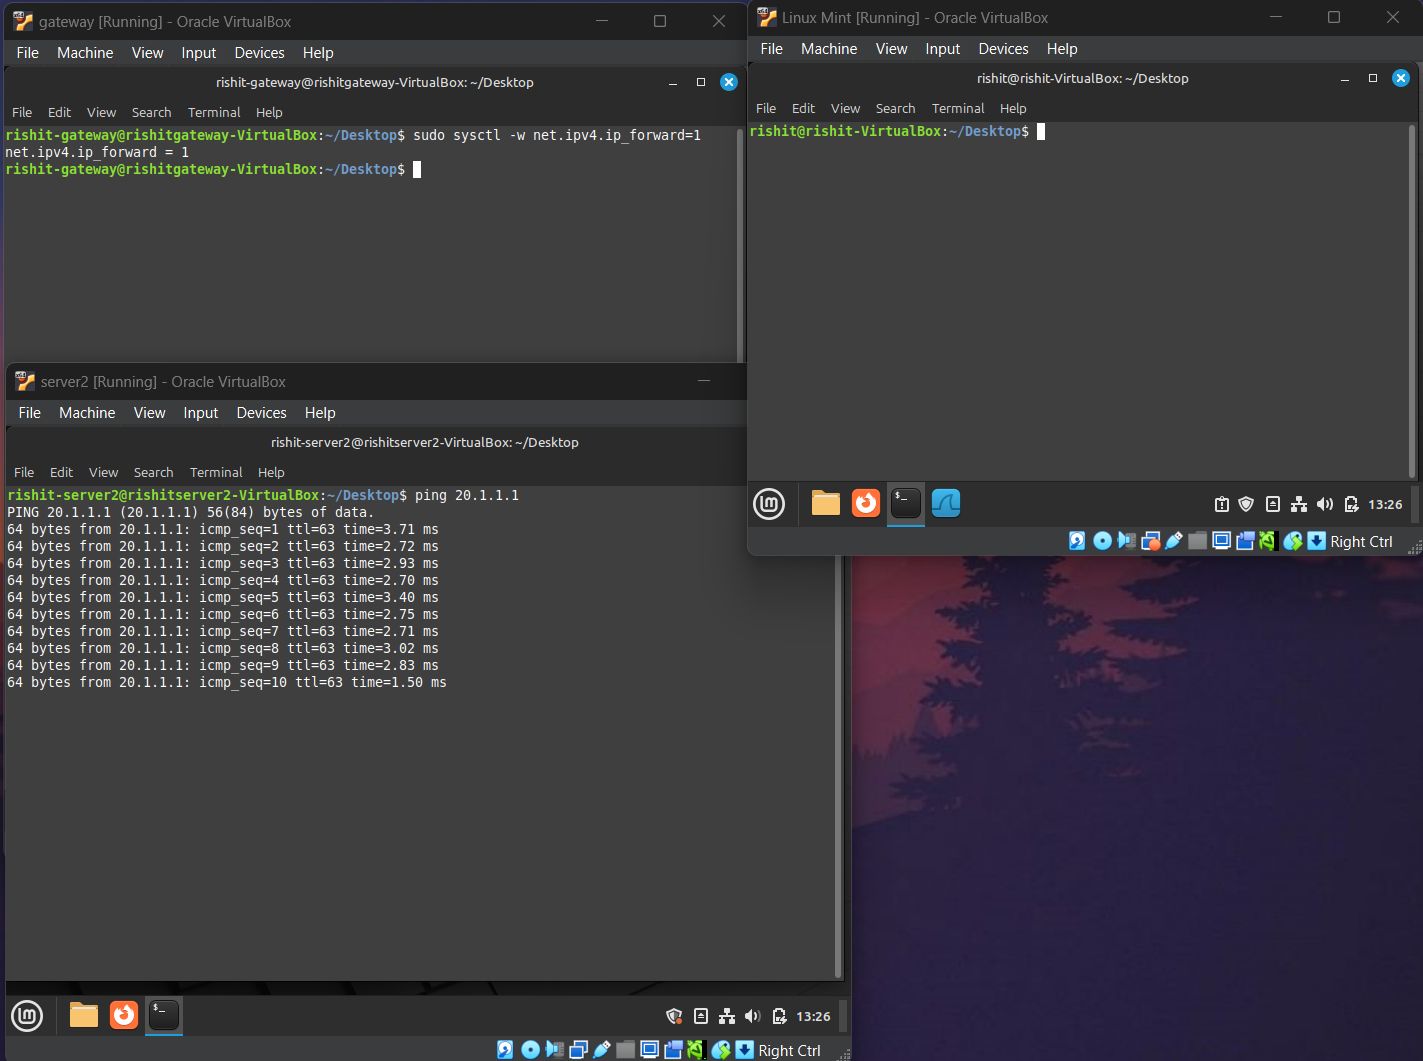 gateway [Running] - Oracle VirtualBox
File Machine View Input Devices Help
rishit-gateway@rishitgateway-VirtualBox: ~/Desktop
File Edit View Search Terminal Help
rishit-gateway@rishitgateway-VirtualBox:~/Desktop$ sudo sysctl -w net.ipv4.ip_forward=1
net.ipv4.ip_forward = 1
rishit-gateway@rishitgateway-VirtualBox:~/Desktop$
Linux Mint [Running] - Oracle VirtualBox
File Machine View Input Devices Help
rishit@rishit-VirtualBox: ~/Desktop
File Edit View Search Terminal Help
rishit@rishit-VirtualBox:~/Desktop$
13:26
Right Ctrl
server2 [Running] - Oracle VirtualBox
File Machine View Input Devices Help
rishit-server2@rishitserver2-VirtualBox: ~/Desktop
File Edit View Search Terminal Help
rishit-server2@rishitserver2-VirtualBox:~/Desktop$ ping 20.1.1.1
PING 20.1.1.1 (20.1.1.1) 56(84) bytes of data.
64 bytes from 20.1.1.1: icmp_seq=1 ttl=63 time=3.71 ms
64 bytes from 20.1.1.1: icmp_seq=2 ttl=63 time=2.72 ms
64 bytes from 20.1.1.1: icmp_seq=3 ttl=63 time=2.93 ms
64 bytes from 20.1.1.1: icmp_seq=4 ttl=63 time=2.70 ms
64 bytes from 20.1.1.1: icmp_seq=5 ttl=63 time=3.40 ms
64 bytes from 20.1.1.1: icmp_seq=6 ttl=63 time=2.75 ms
64 bytes from 20.1.1.1: icmp_seq=7 ttl=63 time=2.71 ms
64 bytes from 20.1.1.1: icmp_seq=8 ttl=63 time=3.02 ms
64 bytes from 20.1.1.1: icmp_seq=9 ttl=63 time=2.83 ms
64 bytes from 20.1.1.1: icmp_seq=10 ttl=63 time=1.50 ms
13:26
Right Ctrl